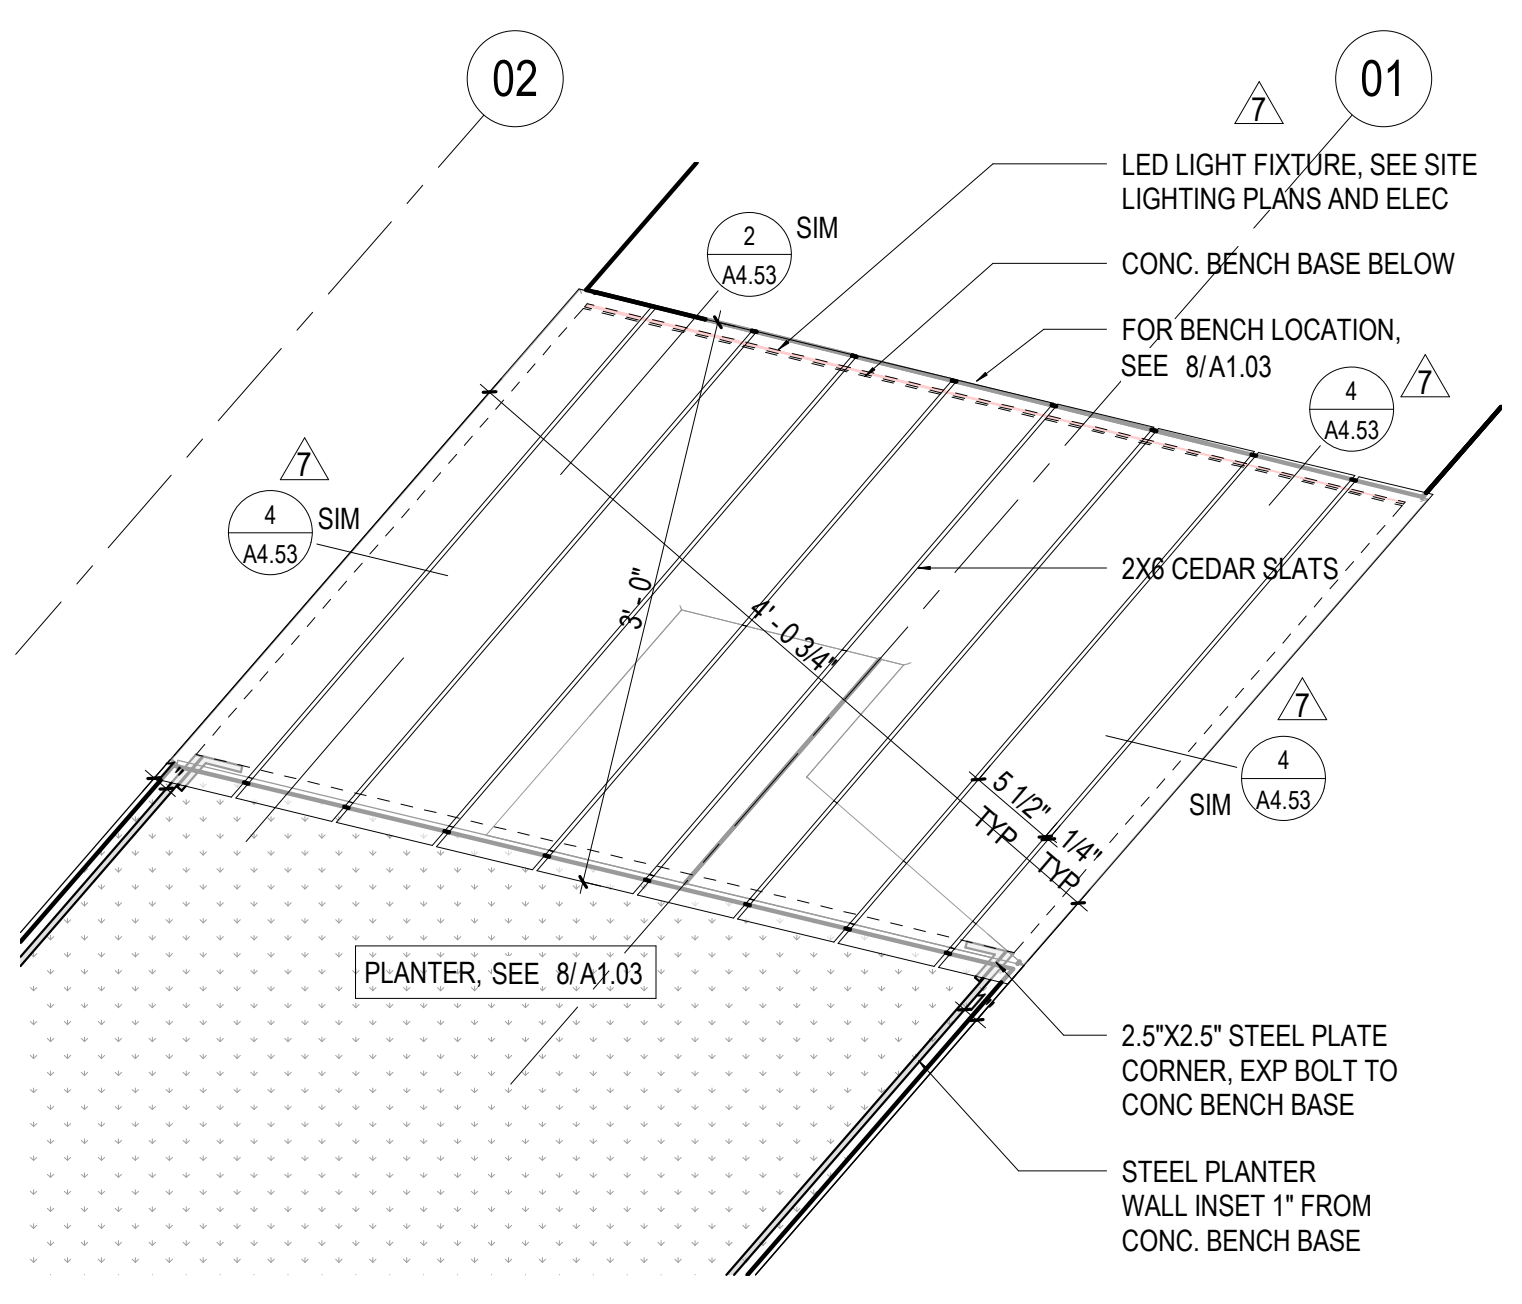 02
01
7
LED LIGHT FIXTURE, SEE SITE
LIGHTING PLANS AND ELEC
2
A4.53
SIM
CONC. BENCH BASE BELOW
FOR BENCH LOCATION,
SEE 8/A1.03
4
A4.53
7
7
4
A4.53
SIM
2X6 CEDAR SLATS
3' - 0"
4' - 0 3/4"
7
4
A4.53
SIM
5 1/2"
TYP
1/4"
TYP
1"
PLANTER, SEE 8/A1.03
1"
2.5"X2.5" STEEL PLATE
CORNER, EXP BOLT TO
CONC BENCH BASE
STEEL PLANTER
WALL INSET 1" FROM
CONC. BENCH BASE